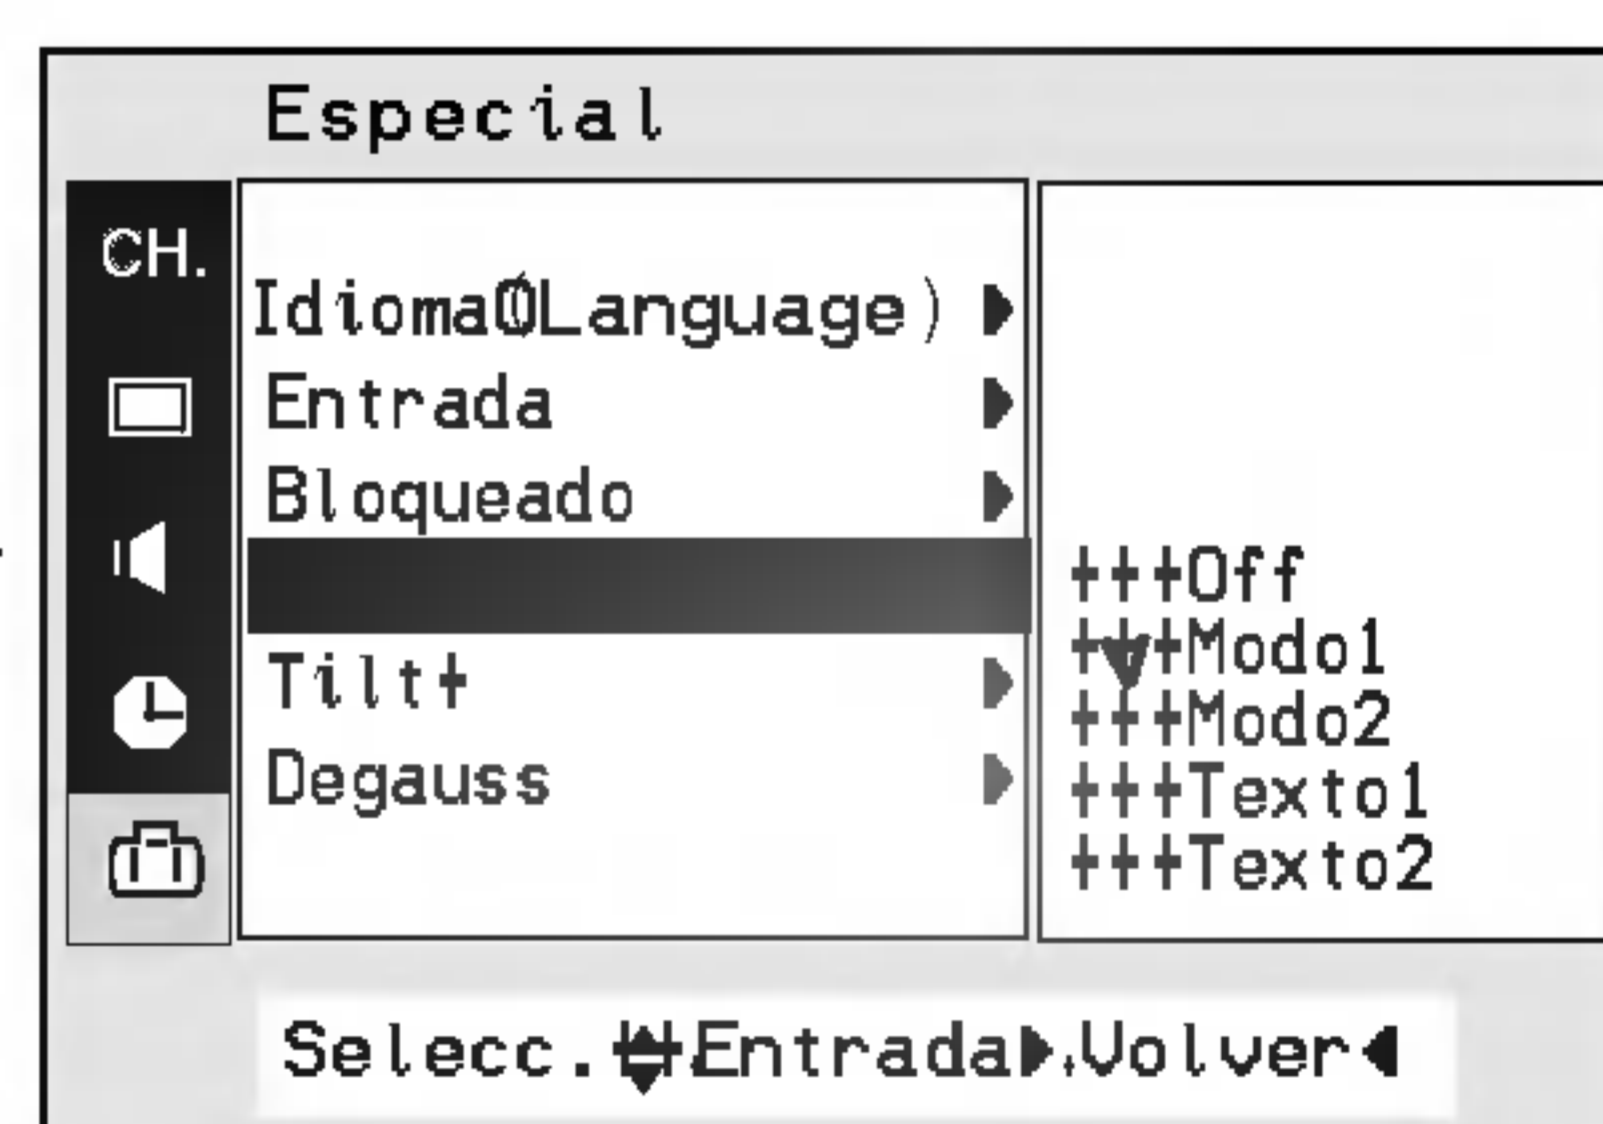 Especial
CH.
Idioma(Language)
Entrada
Bloqueado
Off
Modo1
Tilt
Modo2
Degauss
Texto1
Texto2
Selecc. Entrada Volver